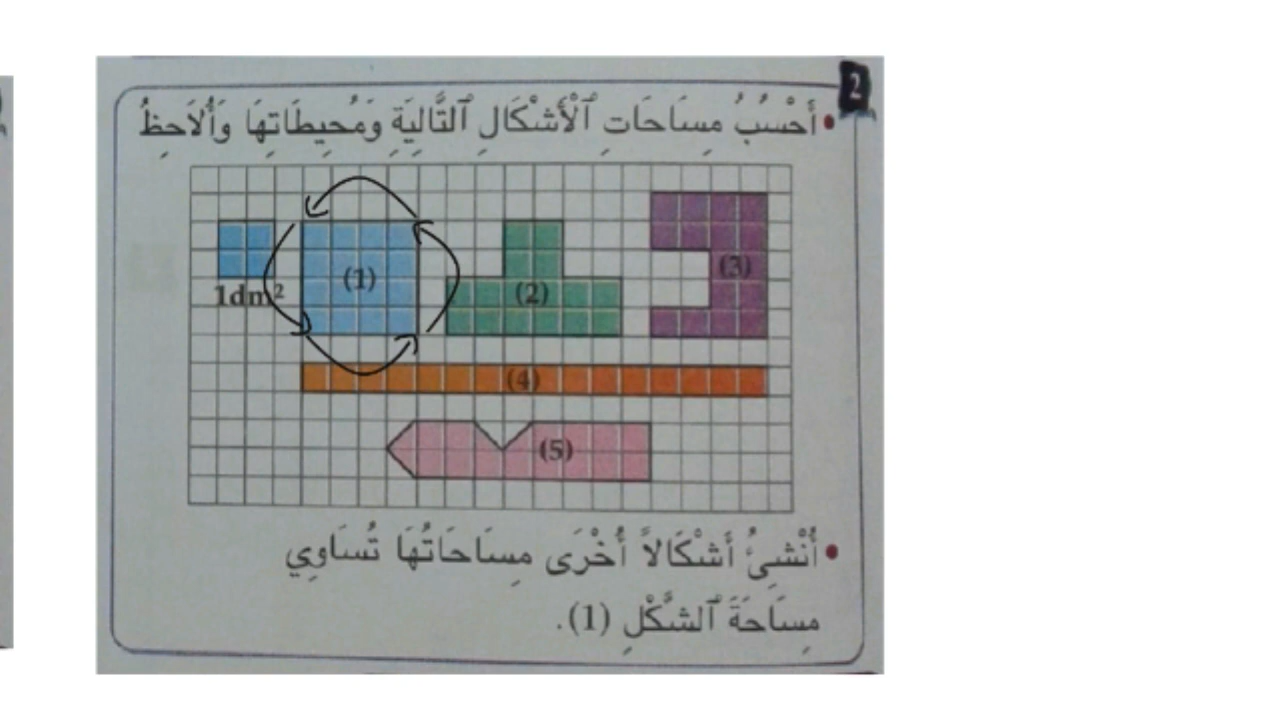 2
• أَحْسُبُ مِسَاحَاتِ ٱلْأَشْكَالِ ٱلتَّالِيَةِ وَمُحِيطَاتِهَا وَأُلَاحِظُ
1dm²
(1)
(2)
(3)
(4)
(5)
• أُنْشِئُ أَشْكَالاً أُخْرَى مِسَاحَاتُهَا تُسَاوِي
مِسَاحَةَ ٱلشَّكْلِ (1).